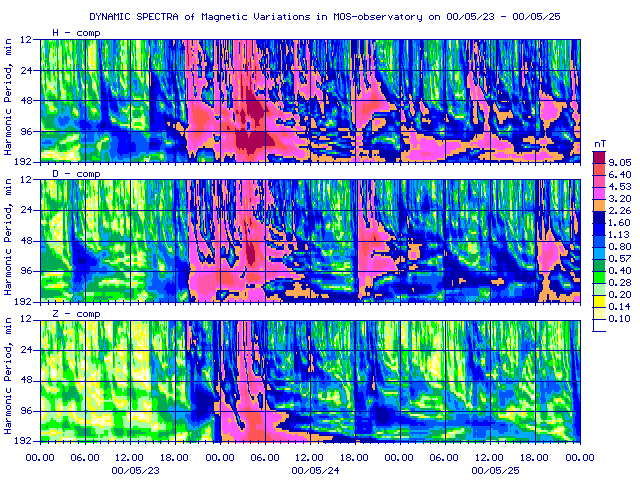 DYNAMIC SPECTRA of Magnetic Variations in MOS-observatory on 00/05/23 - 00/05/25
H - comp
Harmonic Period, min
12
24
48
96
192
D - comp
Harmonic Period, min
12
24
48
96
192
Z - comp
Harmonic Period, min
12
24
48
96
192
00.00 06.00 12.00 18.00 00.00 06.00 12.00 18.00 00.00 06.00 12.00 18.00 00.00
00/05/23 00/05/24 00/05/25
nT
9.05
6.40
4.53
3.20
2.26
1.60
1.13
0.80
0.57
0.40
0.28
0.20
0.14
0.10